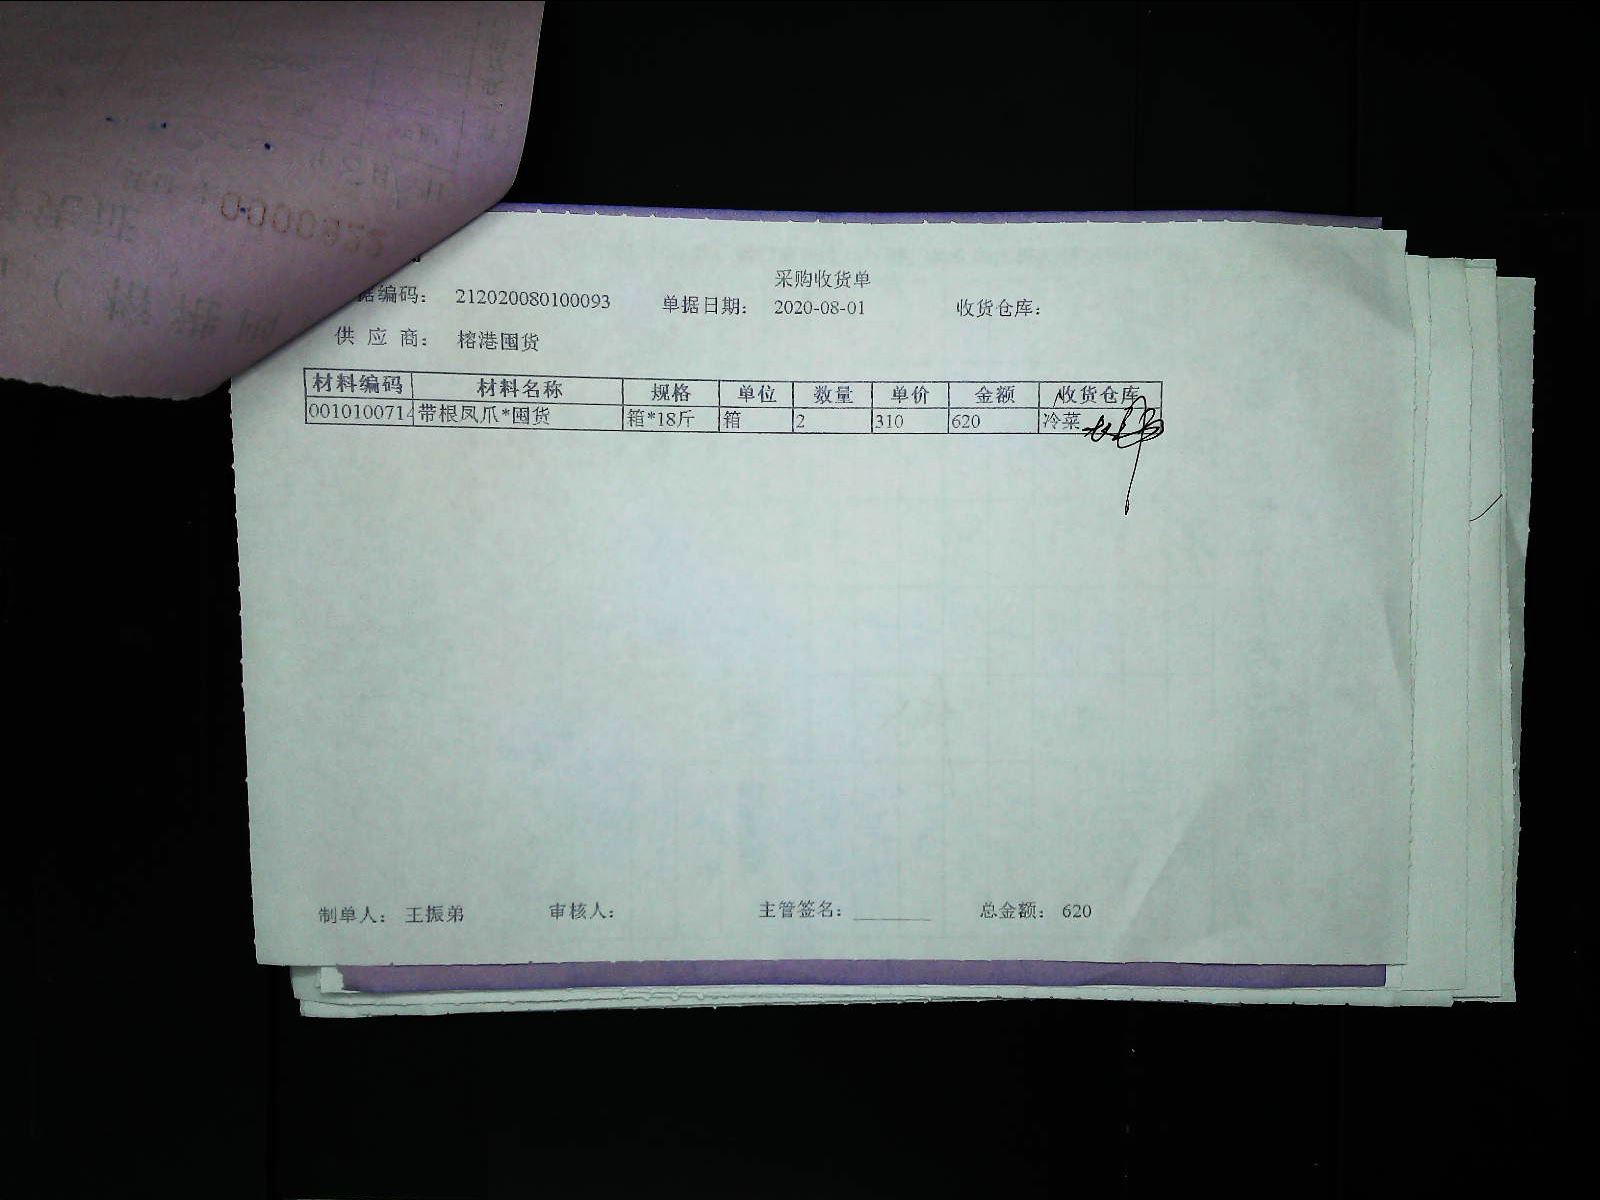 采购收货单
据编码： 212020080100093 单据日期： 2020-08-01 收货仓库：
供 应 商： 榕港囤货
材料编码 材料名称 规格 单位 数量 单价 金额 收货仓库
0010100714 带根凤爪*囤货 箱*18斤 箱 2 310 620 冷菜
制单人： 王振弟 审核人： 主管签名： 总金额： 620